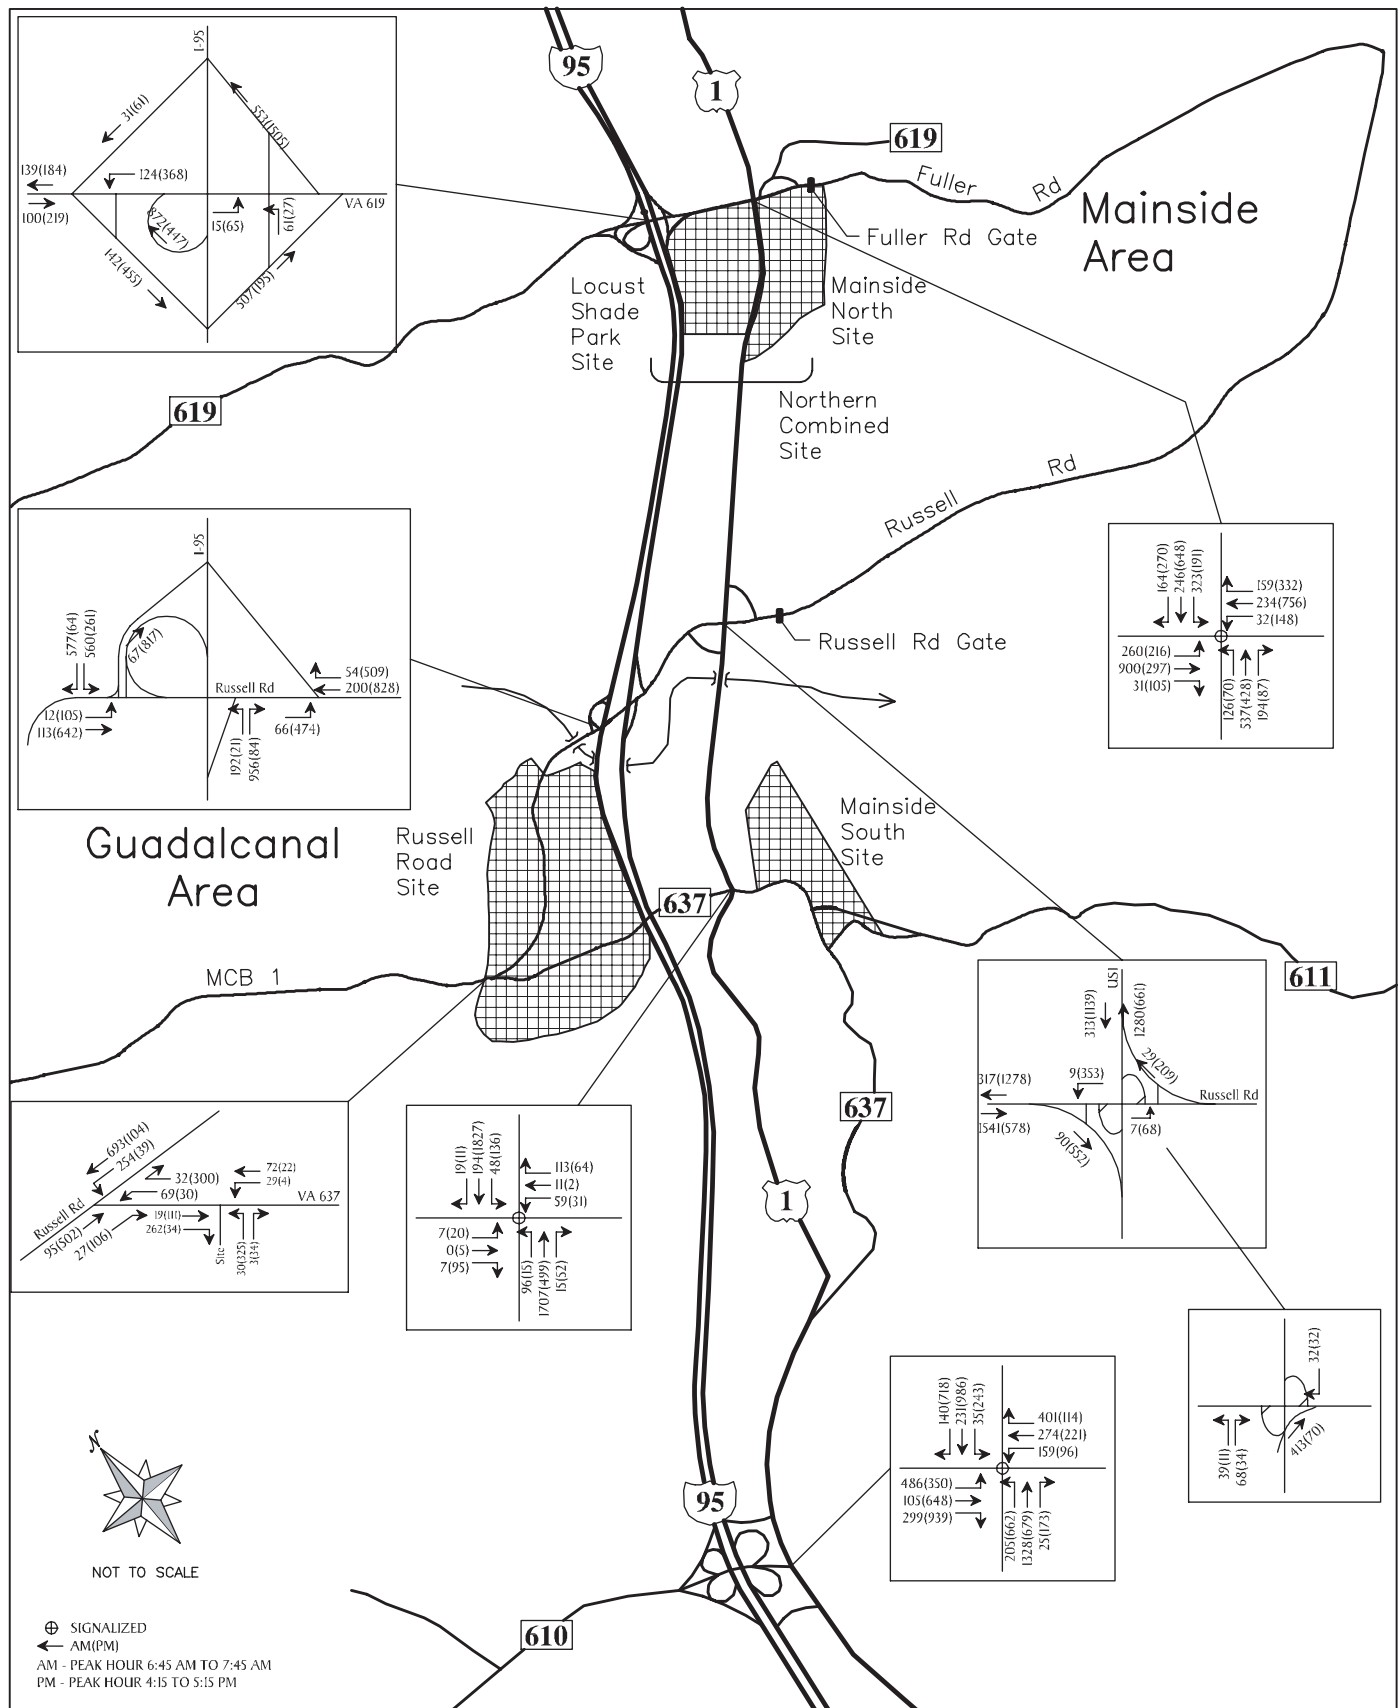 95
1
619
Fuller Rd
Mainside
Area
Fuller Rd Gate
Locust
Shade
Park
Site
Mainside
North
Site
Northern
Combined
Site
619
I-95
31(61)
553(1505)
139(184)
124(368)
100(219)
VA 619
872(447)
15(65)
61(27)
142(455)
507(195)
Russell Rd
Russell Rd Gate
I-95
577(64)
560(261)
67(817)
Russell Rd
54(509)
200(828)
12(105)
113(642)
192(21)
956(84)
66(474)
164(270)
246(648)
323(191)
159(332)
234(756)
32(148)
260(216)
900(297)
31(105)
126(70)
537(428)
194(87)
Guadalcanal
Area
Russell
Road
Site
Mainside
South
Site
637
MCB 1
611
US1
313(1139)
1280(661)
29(209)
317(1278)
9(353)
Russell Rd
1541(578)
7(68)
90(552)
637
693(104)
254(39)
32(300)
69(30)
72(22)
29(4)
VA 637
Russell Rd
95(502)
27(106)
19(111)
262(34)
Site
30(325)
3(34)
19(11)
194(1827)
48(136)
113(64)
11(2)
59(31)
7(20)
0(5)
7(95)
96(15)
1707(499)
15(52)
1
32(32)
39(11)
68(34)
413(70)
140(718)
231(986)
35(243)
401(114)
274(221)
159(96)
486(350)
105(648)
299(939)
205(662)
1328(679)
25(173)
N
NOT TO SCALE
95
610
SIGNALIZED
AM(PM)
AM - PEAK HOUR 6:45 AM TO 7:45 AM
PM - PEAK HOUR 4:15 TO 5:15 PM